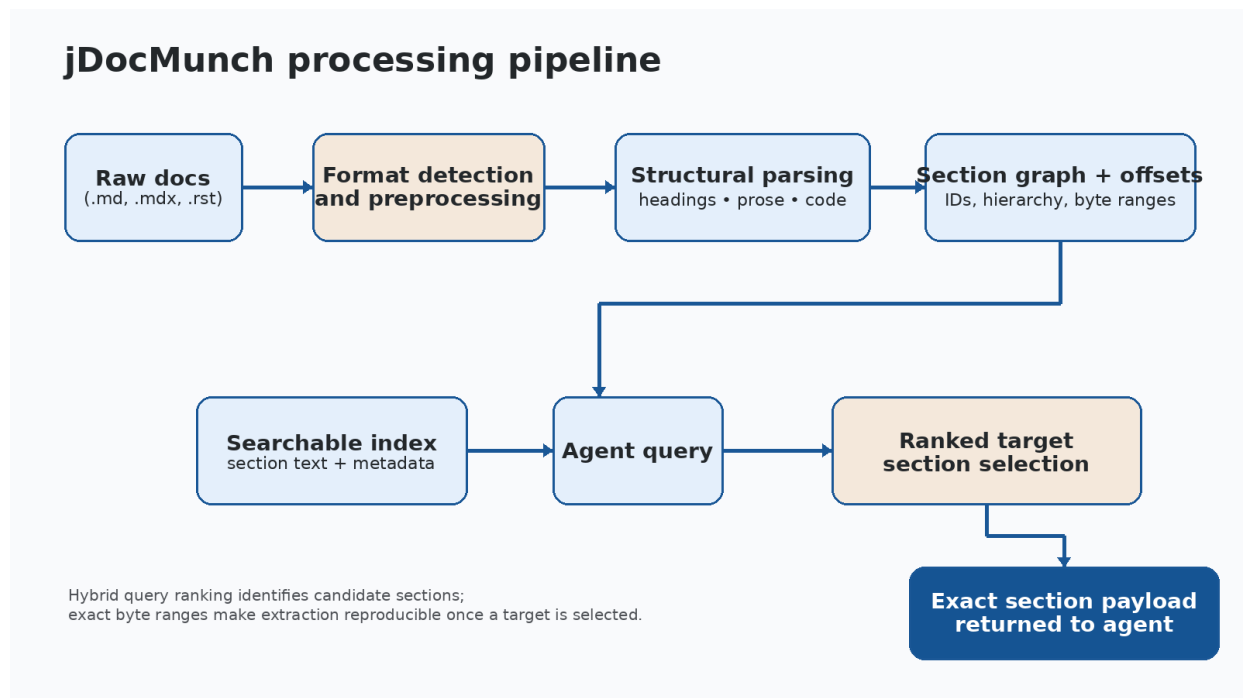 jDocMunch processing pipeline
Raw docs
(.md, .mdx, .rst)
Format detection
and preprocessing
Structural parsing
headings • prose • code
Section graph + offsets
IDs, hierarchy, byte ranges
Searchable index
section text + metadata
Agent query
Ranked target
section selection
Hybrid query ranking identifies candidate sections;
exact byte ranges make extraction reproducible once a target is selected.
Exact section payload
returned to agent